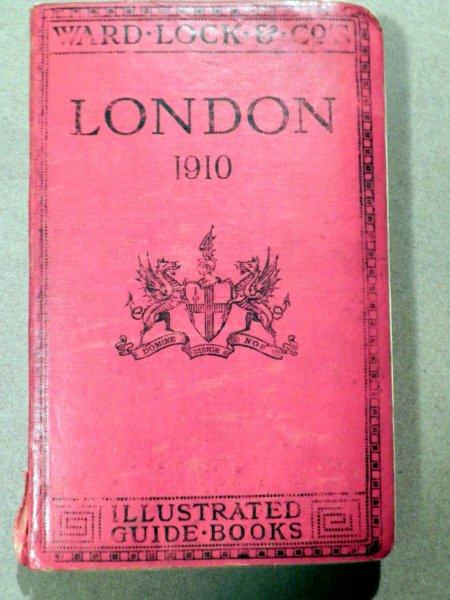 WARD·LOCK·&·CO'S
LONDON
1910
DOMINE DIRIGE NOS
ILLUSTRATED
GUIDE·BOOKS